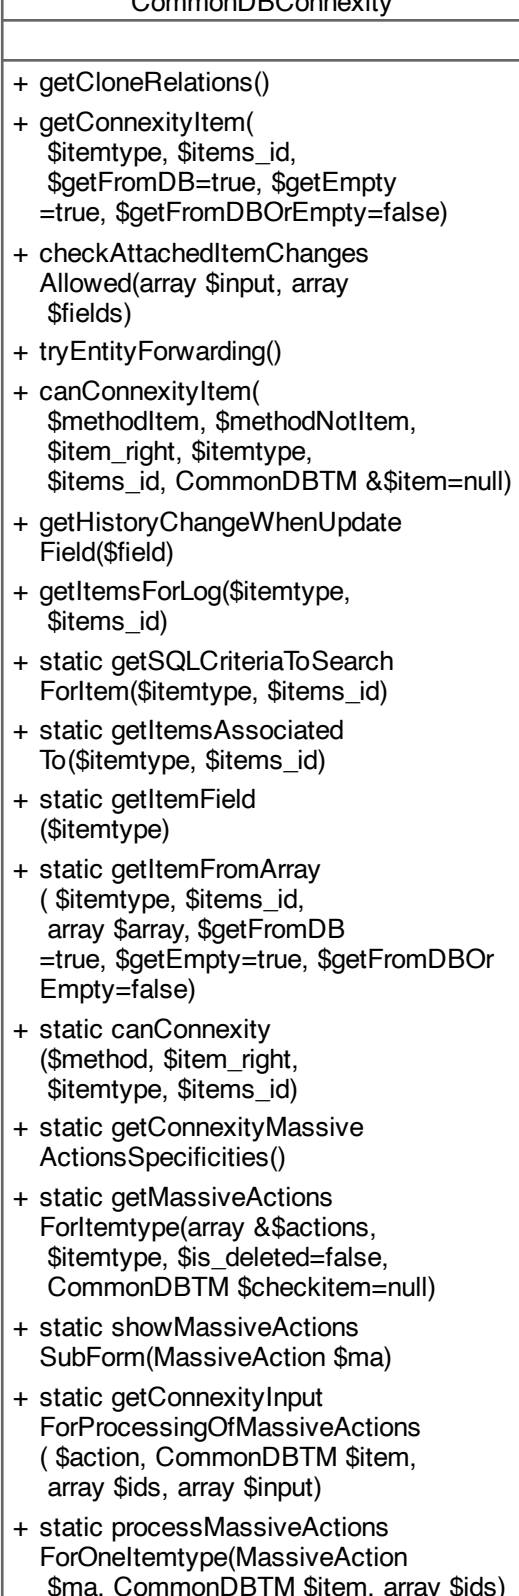 CommonDBConnexity
+ getCloneRelations()
+ getConnexityItem(
$itemtype, $items_id,
$getFromDB=true, $getEmpty
=true, $getFromDBOrEmpty=false)
+ checkAttachedItemChanges
Allowed(array $input, array
$fields)
+ tryEntityForwarding()
+ canConnexityItem(
$methodItem, $methodNotItem,
$item_right, $itemtype,
$items_id, CommonDBTM &$item=null)
+ getHistoryChangeWhenUpdate
Field($field)
+ getItemsForLog($itemtype,
$items_id)
+ static getSQLCriteriaToSearch
ForItem($itemtype, $items_id)
+ static getItemsAssociated
To($itemtype, $items_id)
+ static getItemField
($itemtype)
+ static getItemFromArray
( $itemtype, $items_id,
array $array, $getFromDB
=true, $getEmpty=true, $getFromDBOr
Empty=false)
+ static canConnexity
($method, $item_right,
$itemtype, $items_id)
+ static getConnexityMassive
ActionsSpecificities()
+ static getMassiveActions
ForItemtype(array &$actions,
$itemtype, $is_deleted=false,
CommonDBTM $checkitem=null)
+ static showMassiveActions
SubForm(MassiveAction $ma)
+ static getConnexityInput
ForProcessingOfMassiveActions
( $action, CommonDBTM $item,
array $ids, array $input)
+ static processMassiveActions
ForOneItemtype(MassiveAction
$ma, CommonDBTM $item, array $ids)